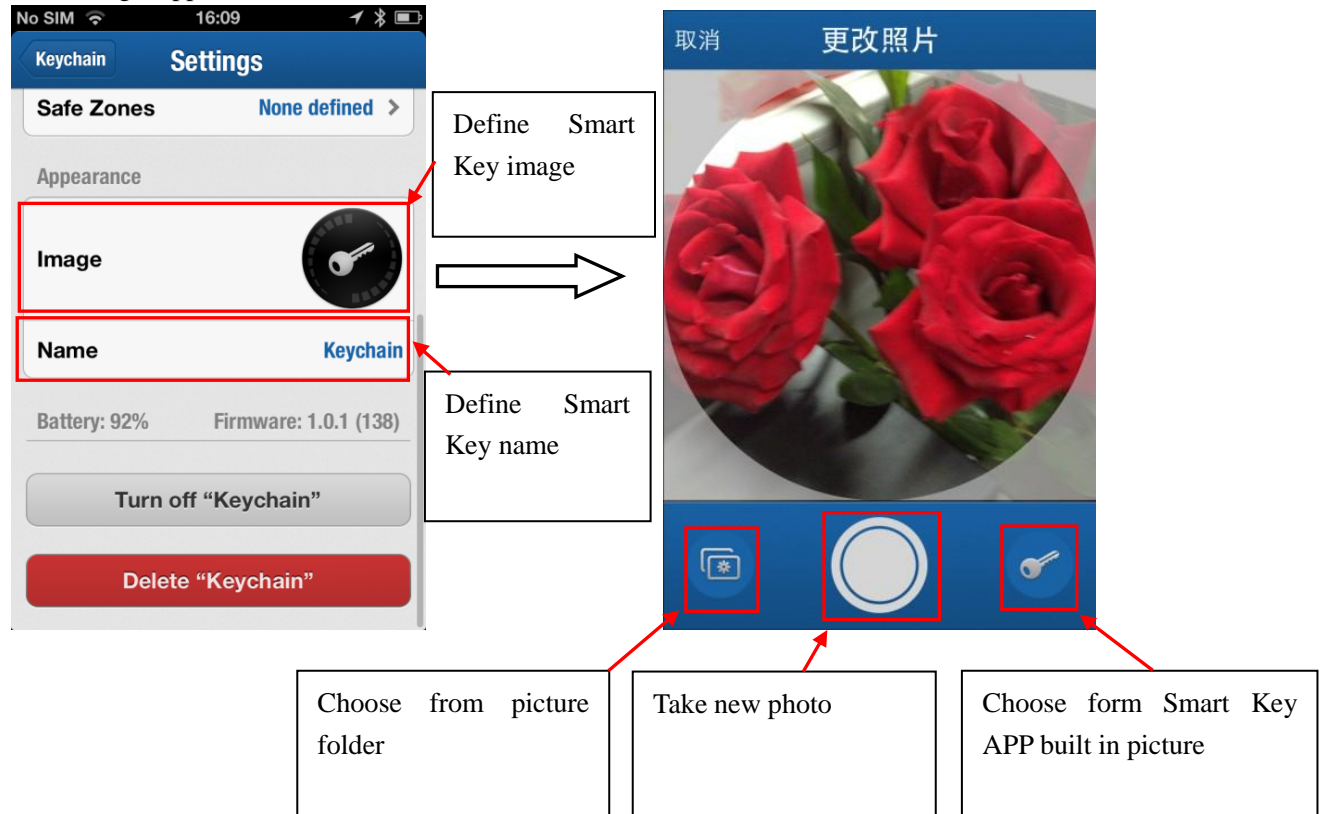 No SIM 16:09
Keychain Settings
Safe Zones None defined
Appearance
Image
Name Keychain
Battery: 92% Firmware: 1.0.1 (138)
Turn off “Keychain”
Delete “Keychain”
Define Smart
Key image
Define Smart
Key name
取消 更改照片
Choose from picture
folder
Take new photo
Choose form Smart Key
APP built in picture